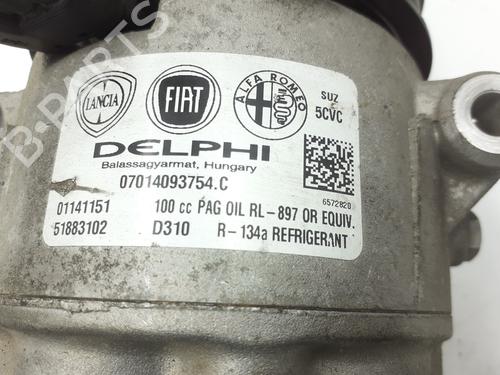 LANCIA
FIAT
ALFA ROMEO
SUZ
5CVC
DELPHI
Balassagyarmat, Hungary
07014093754.C
6572820
01141151
100 cc PAG OIL RL-897 OR EQUIV.
51883102
D310
R-134a REFRIGERANT
B-PARTS